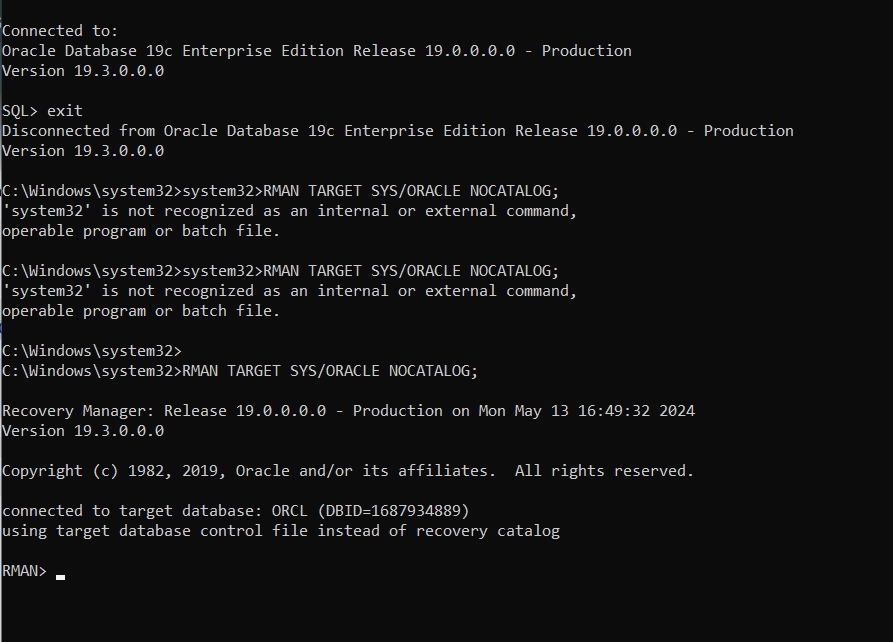 Connected to:
Oracle Database 19c Enterprise Edition Release 19.0.0.0.0 - Production
Version 19.3.0.0.0
SQL> exit
Disconnected from Oracle Database 19c Enterprise Edition Release 19.0.0.0.0 - Production
Version 19.3.0.0.0
C:\Windows\system32>system32>RMAN TARGET SYS/ORACLE NOCATALOG;
'system32' is not recognized as an internal or external command,
operable program or batch file.
C:\Windows\system32>system32>RMAN TARGET SYS/ORACLE NOCATALOG;
'system32' is not recognized as an internal or external command,
operable program or batch file.
C:\Windows\system32>
C:\Windows\system32>RMAN TARGET SYS/ORACLE NOCATALOG;
Recovery Manager: Release 19.0.0.0.0 - Production on Mon May 13 16:49:32 2024
Version 19.3.0.0.0
Copyright (c) 1982, 2019, Oracle and/or its affiliates.  All rights reserved.
connected to target database: ORCL (DBID=1687934889)
using target database control file instead of recovery catalog
RMAN>